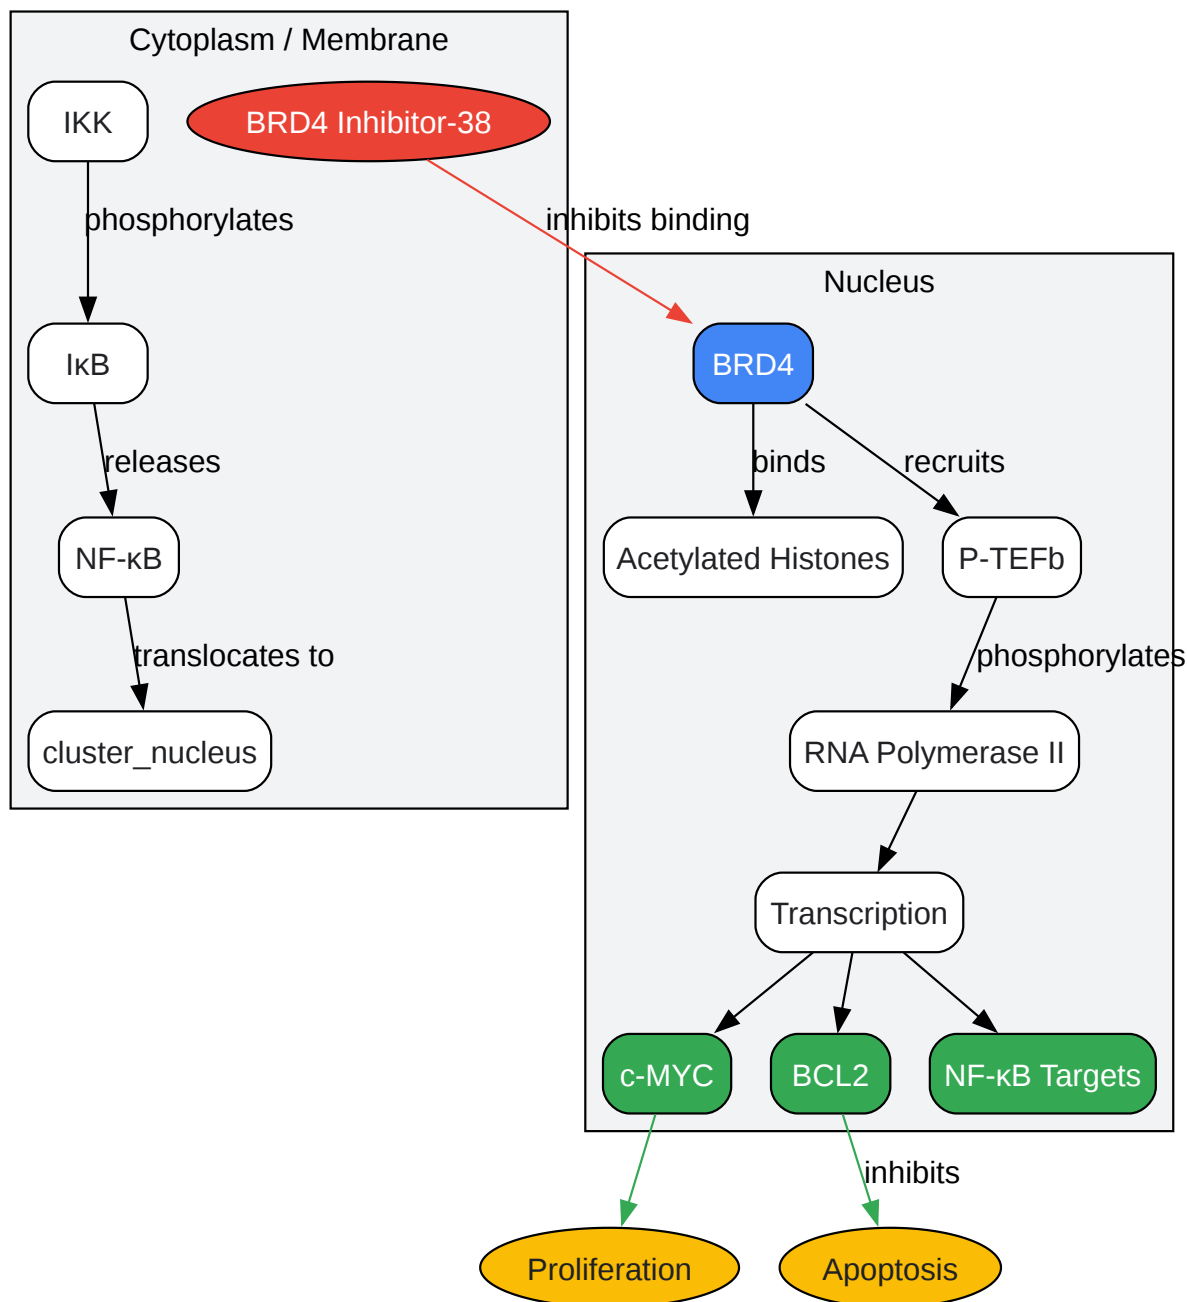 Cytoplasm / Membrane
IKK
BRD4 Inhibitor-38
phosphorylates
inhibits binding
Nucleus
IκB
BRD4
releases
binds
recruits
NF-κB
Acetylated Histones
P-TEFb
translocates to
phosphorylates
cluster_nucleus
RNA Polymerase II
Transcription
c-MYC
BCL2
NF-κB Targets
inhibits
Proliferation
Apoptosis